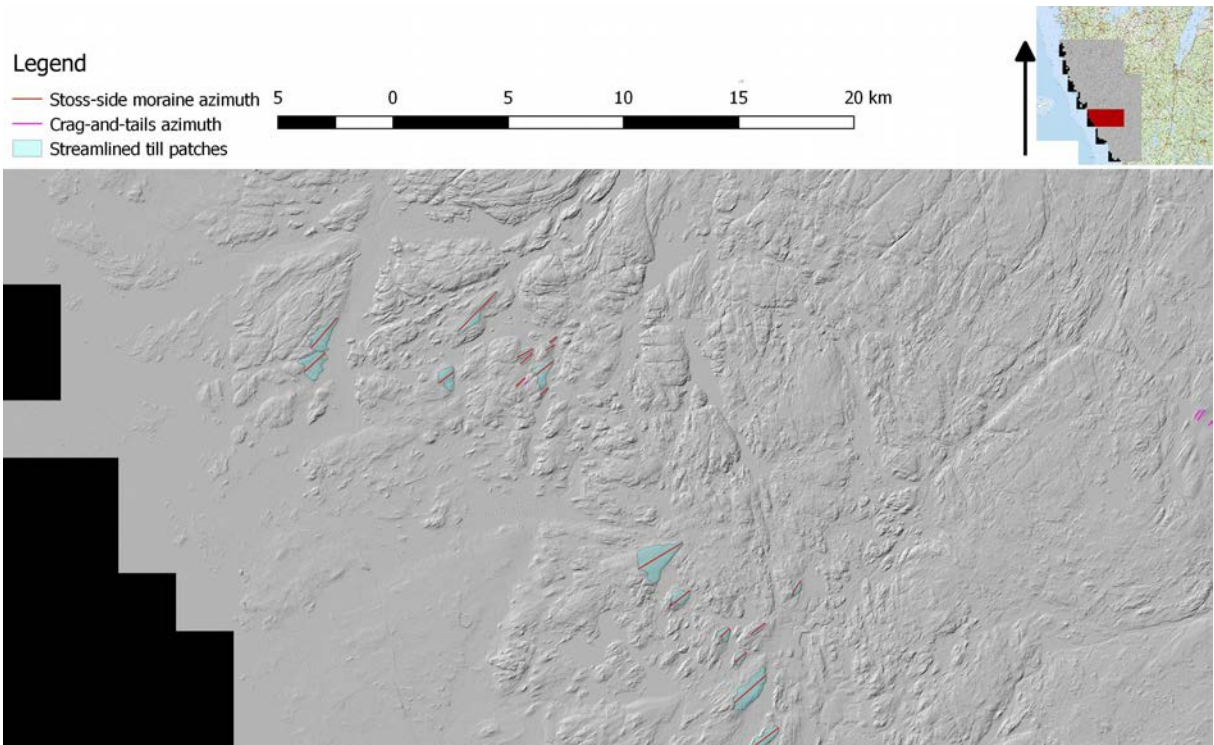 Legend
Stoss-side moraine azimuth
Crag-and-tails azimuth
Streamlined till patches
5 0 5 10 15 20 km